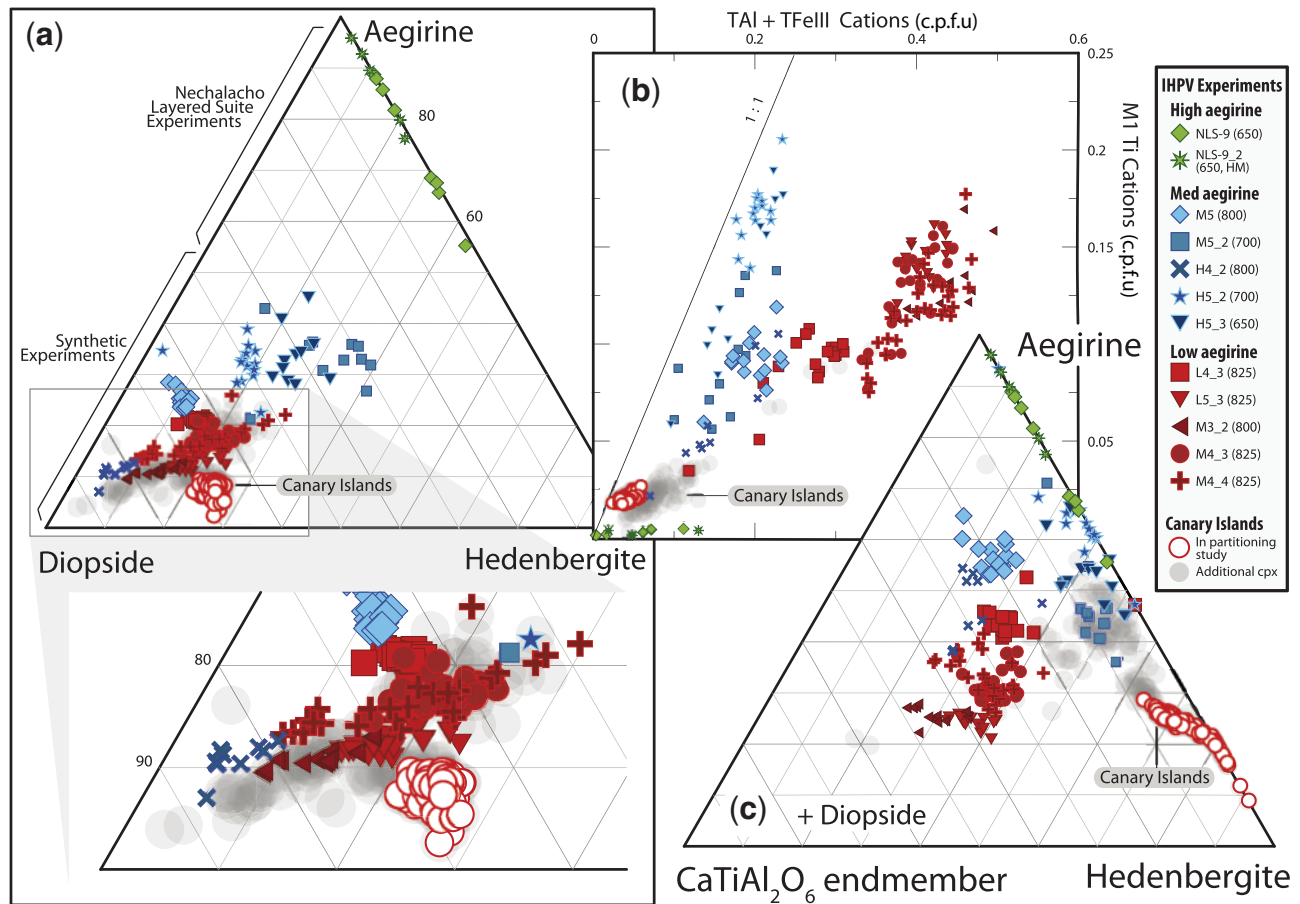 (a)
Aegirine
Nechalacho
Layered Suite
Experiments
80
60
Synthetic
Experiments
Canary Islands
Diopside
Hedenbergite
80
90
TAl + TFeIII Cations (c.p.f.u)
0
0.2
0.4
0.6
0.25
(b)
1 : 1
M1 Ti Cations (c.p.f.u)
0.2
0.15
0.05
Canary Islands
Aegirine
Canary Islands
(c)
+ Diopside
CaTiAl2O6 endmember
Hedenbergite
IHPV Experiments
High aegirine
NLS-9 (650)
NLS-9_2
(650, HM)
Med aegirine
M5 (800)
M5_2 (700)
H4_2 (800)
H5_2 (700)
H5_3 (650)
Low aegirine
L4_3 (825)
L5_3 (825)
M3_2 (800)
M4_3 (825)
M4_4 (825)
Canary Islands
In partitioning
study
Additional cpx